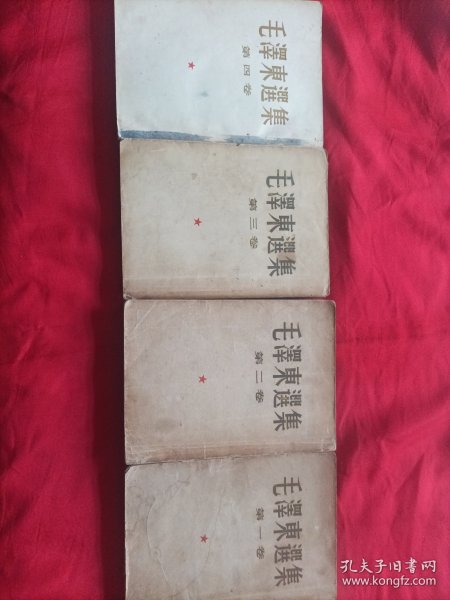 毛澤東選集
第四卷
毛澤東選集
第三卷
毛澤東選集
第二卷
毛澤東選集
第一卷
孔夫子旧书网
www.kongfz.com